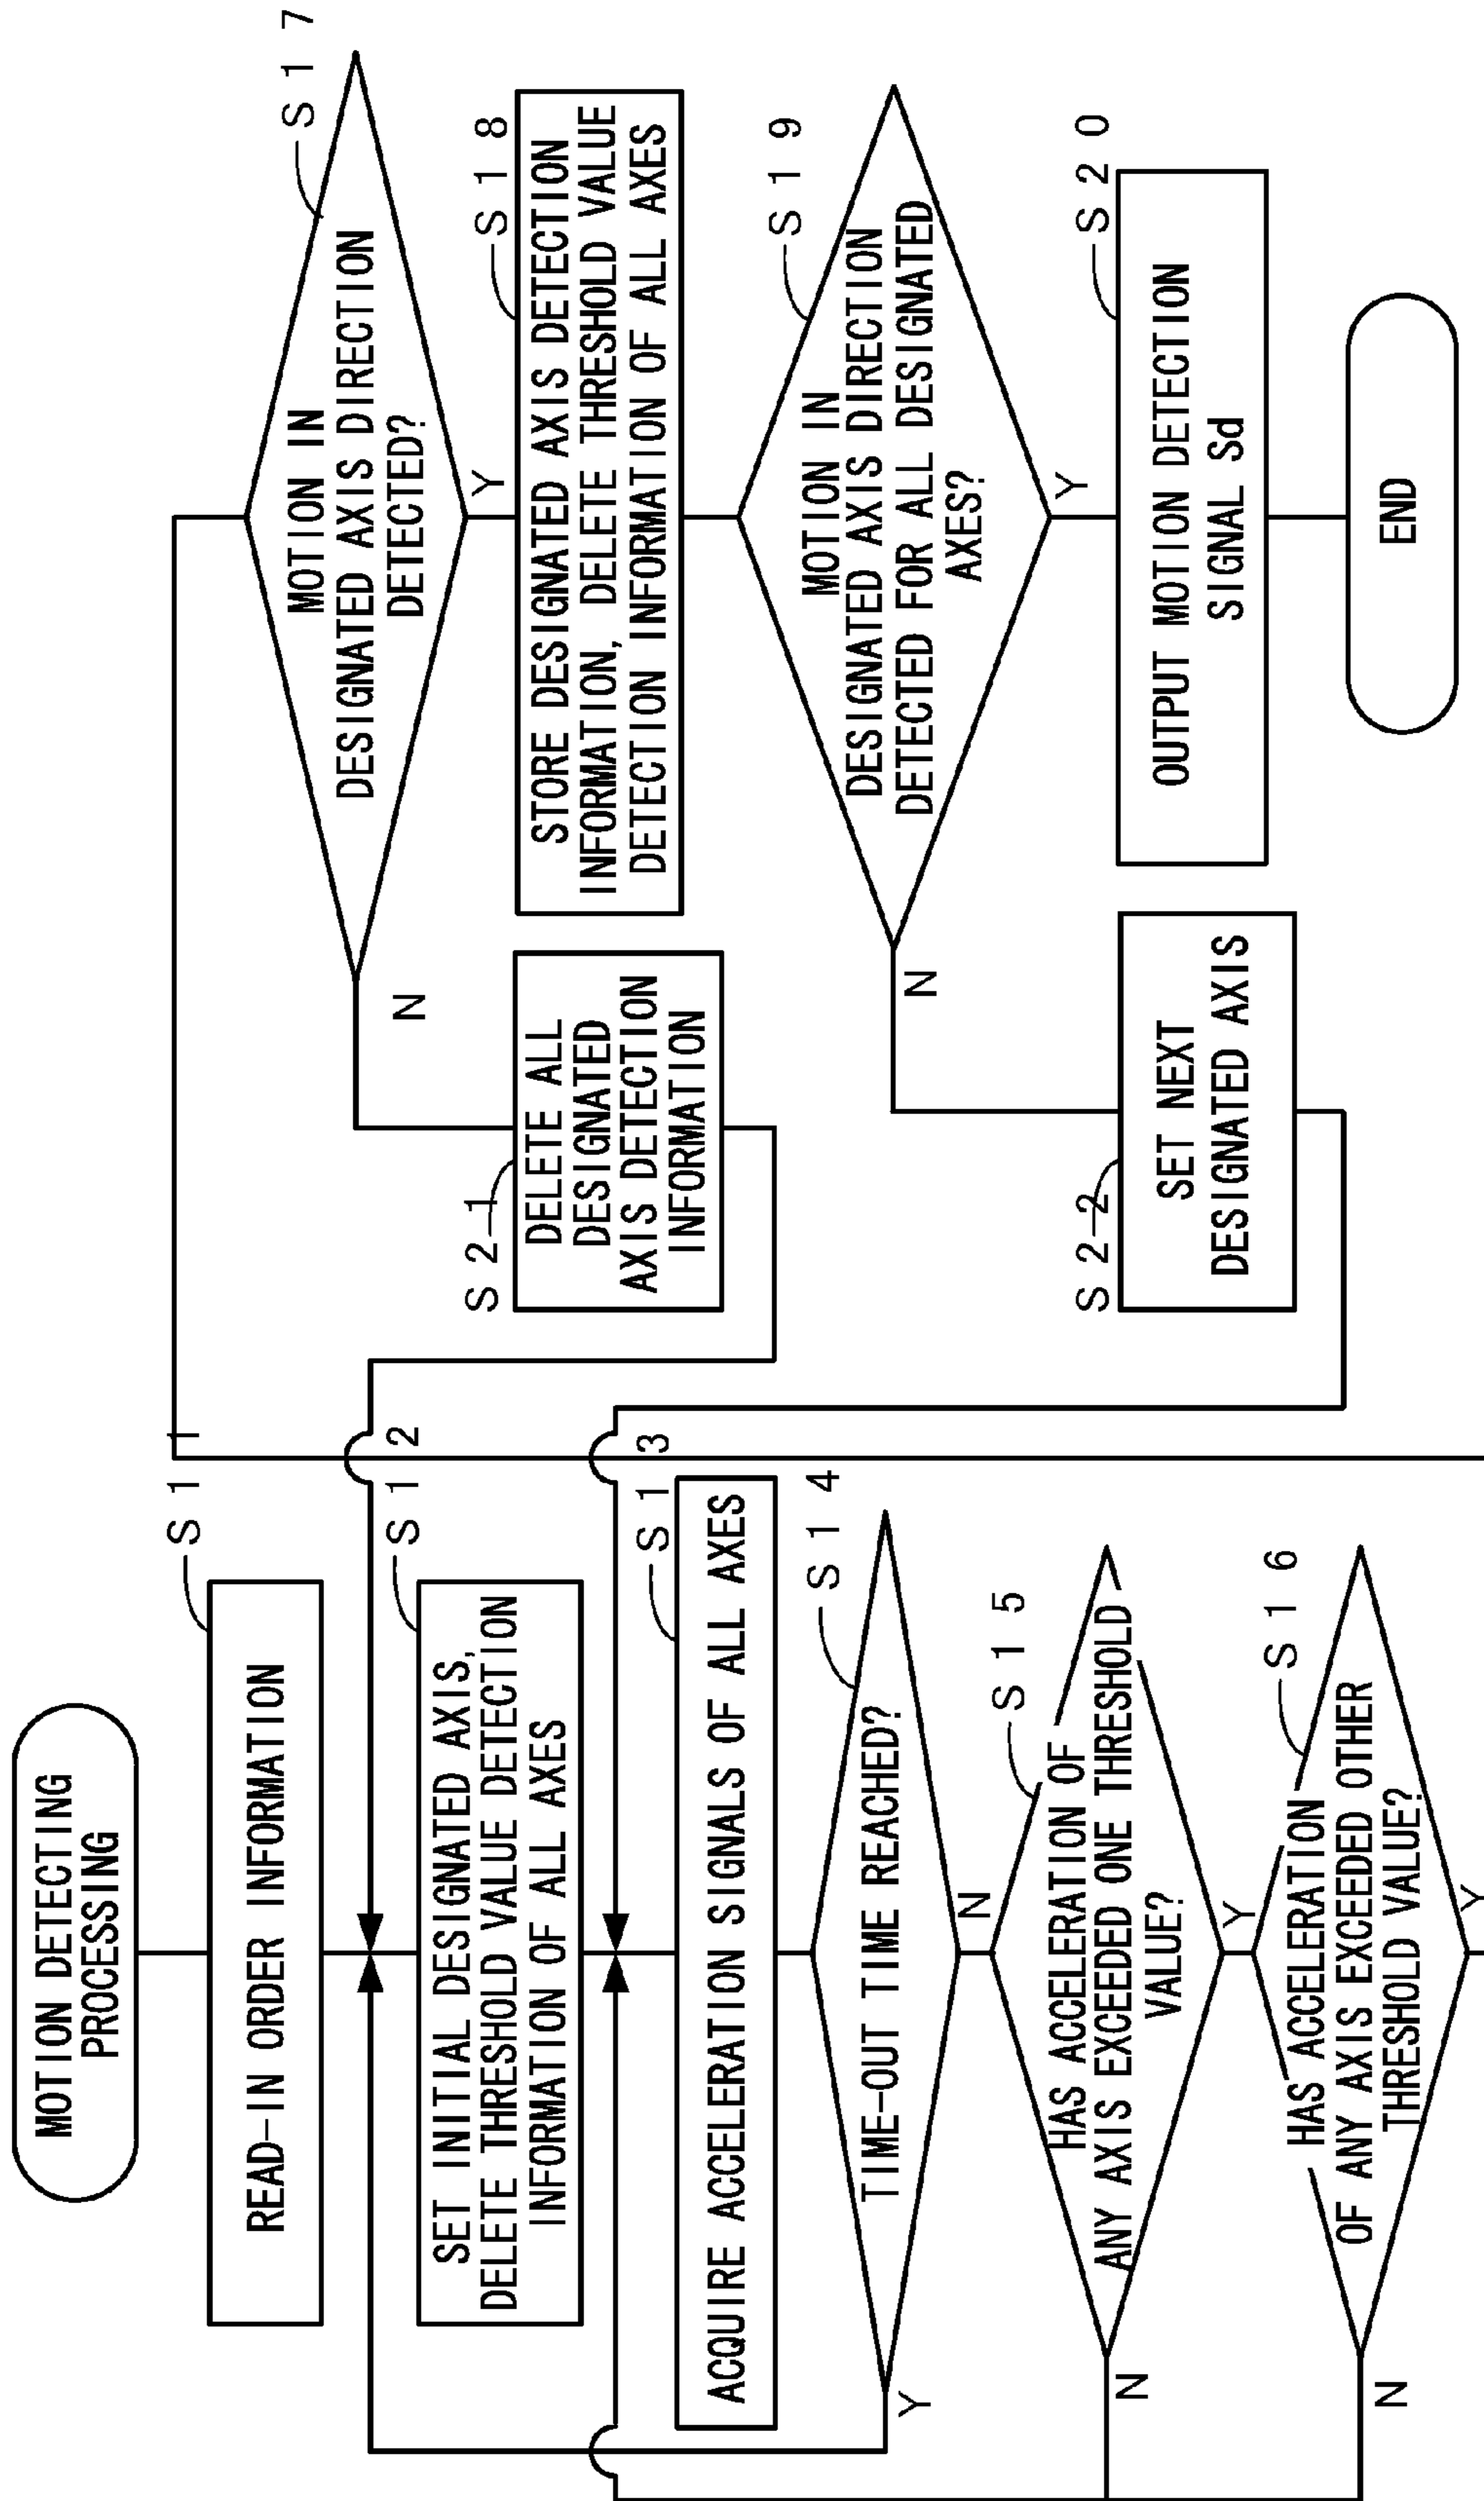 MOTION DETECTING
PROCESSING
S11
READ-IN ORDER INFORMATION
S12
SET INITIAL DESIGNATED AXIS,
DELETE THRESHOLD VALUE DETECTION
INFORMATION OF ALL AXES
S13
ACQUIRE ACCELERATION SIGNALS OF ALL AXES
S14
TIME-OUT TIME REACHED?
Y
N
S15
HAS ACCELERATION OF
ANY AXIS EXCEEDED ONE THRESHOLD
VALUE?
N
Y
S16
HAS ACCELERATION
OF ANY AXIS EXCEEDED OTHER
THRESHOLD VALUE?
N
Y
S17
MOTION IN
DESIGNATED AXIS DIRECTION
DETECTED?
N
Y
S18
STORE DESIGNATED AXIS DETECTION
INFORMATION, DELETE THRESHOLD VALUE
DETECTION INFORMATION OF ALL AXES
S21
DELETE ALL
DESIGNATED
AXIS DETECTION
INFORMATION
S19
MOTION IN
DESIGNATED AXIS DIRECTION
DETECTED FOR ALL DESIGNATED
AXES?
N
Y
S20
OUTPUT MOTION DETECTION
SIGNAL Sd
S22
SET NEXT
DESIGNATED AXIS
END